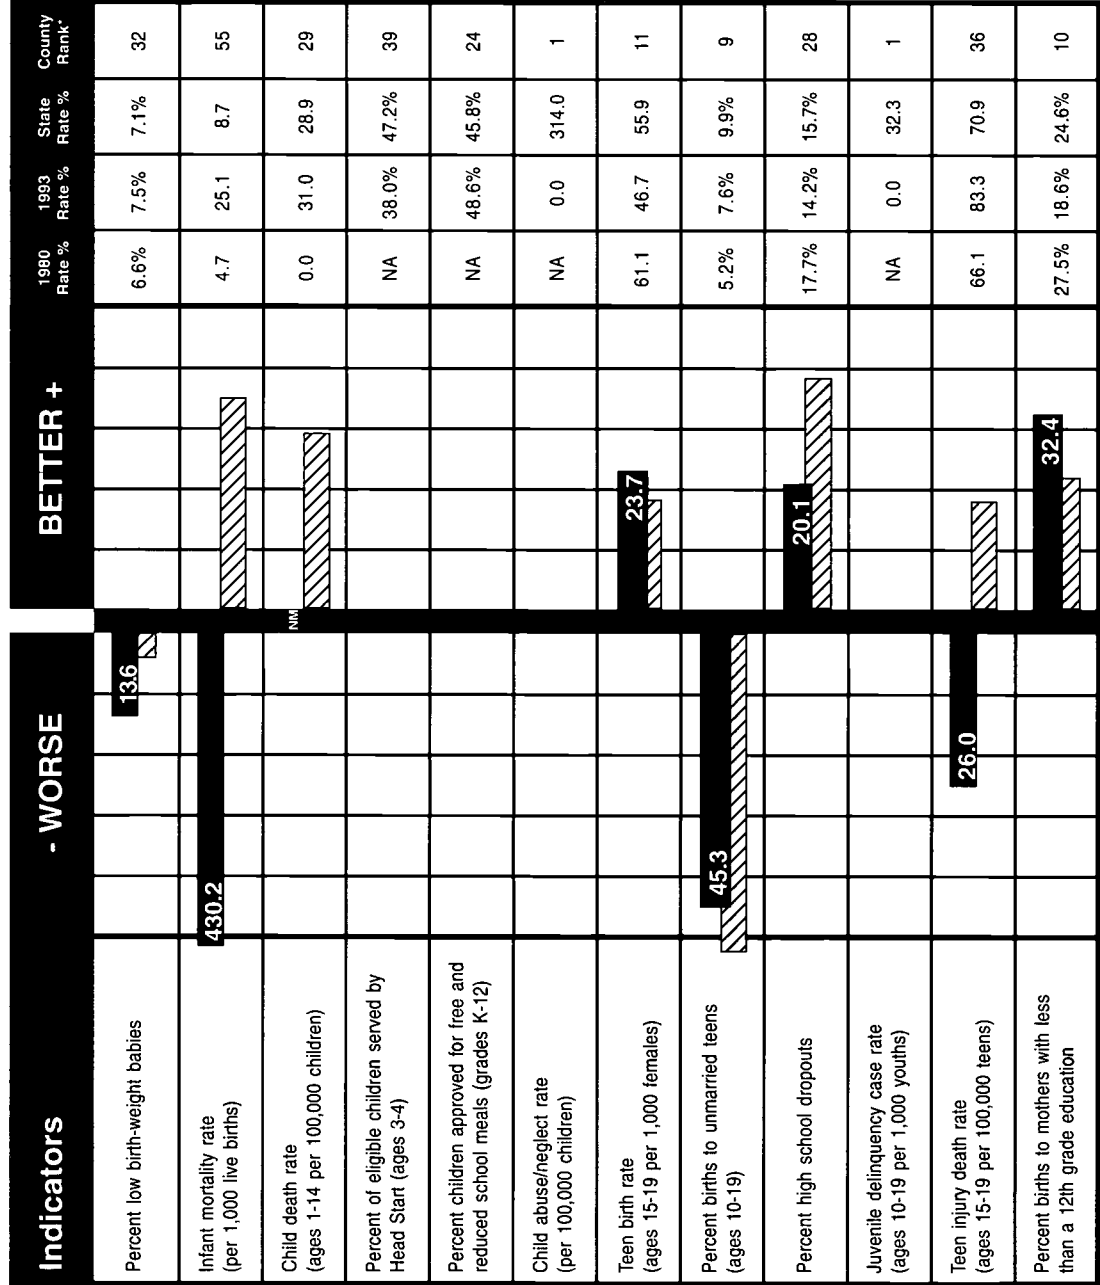 Indicators - WORSE BETTER + 1980 Rate % 1993 Rate % State Rate % County Rank*
Percent low birth-weight babies 13.6 6.6% 7.5% 7.1% 32
Infant mortality rate
(per 1,000 live births) 430.2 4.7 25.1 8.7 55
Child death rate
(ages 1-14 per 100,000 children) NM 0.0 31.0 28.9 29
Percent of eligible children served by
Head Start (ages 3-4) NA 38.0% 47.2% 39
Percent children approved for free and
reduced school meals (grades K-12) NA 48.6% 45.8% 24
Child abuse/neglect rate
(per 100,000 children) NA 0.0 314.0 1
Teen birth rate
(ages 15-19 per 1,000 females) 23.7 61.1 46.7 55.9 11
Percent births to unmarried teens
(ages 10-19) 45.3 5.2% 7.6% 9.9% 9
Percent high school dropouts 20.1 17.7% 14.2% 15.7% 28
Juvenile delinquency case rate
(ages 10-19 per 1,000 youths) NA 0.0 32.3 1
Teen injury death rate
(ages 15-19 per 100,000 teens) 26.0 66.1 83.3 70.9 36
Percent births to mothers with less
than a 12th grade education 32.4 27.5% 18.6% 24.6% 10